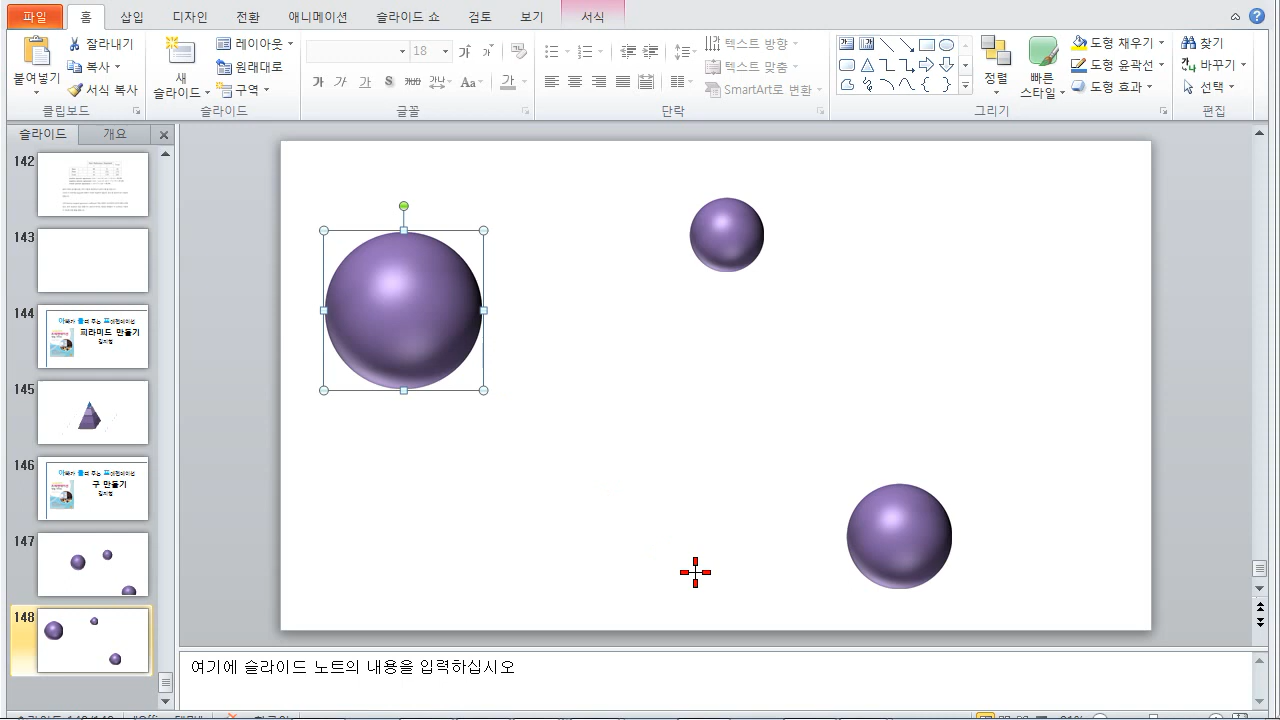 파일 홈 삽입 디자인 전환 애니메이션 슬라이드 쇼 검토 보기 서식
붙여넣기 잘라내기 복사 서식 복사
클립보드
새 슬라이드 레이아웃 원래대로 구역
슬라이드
18
가 가 가 S abc 가나 Aa 가
글꼴
텍스트 방향
텍스트 맞춤
SmartArt로 변환
단락
정렬 빠른 스타일 도형 채우기 도형 윤곽선 도형 효과
그리기
찾기
바꾸기
선택
편집
슬라이드 개요
142
143
144
피라미드 만들기
145
146
구 만들기
147
148
여기에 슬라이드 노트의 내용을 입력하십시오